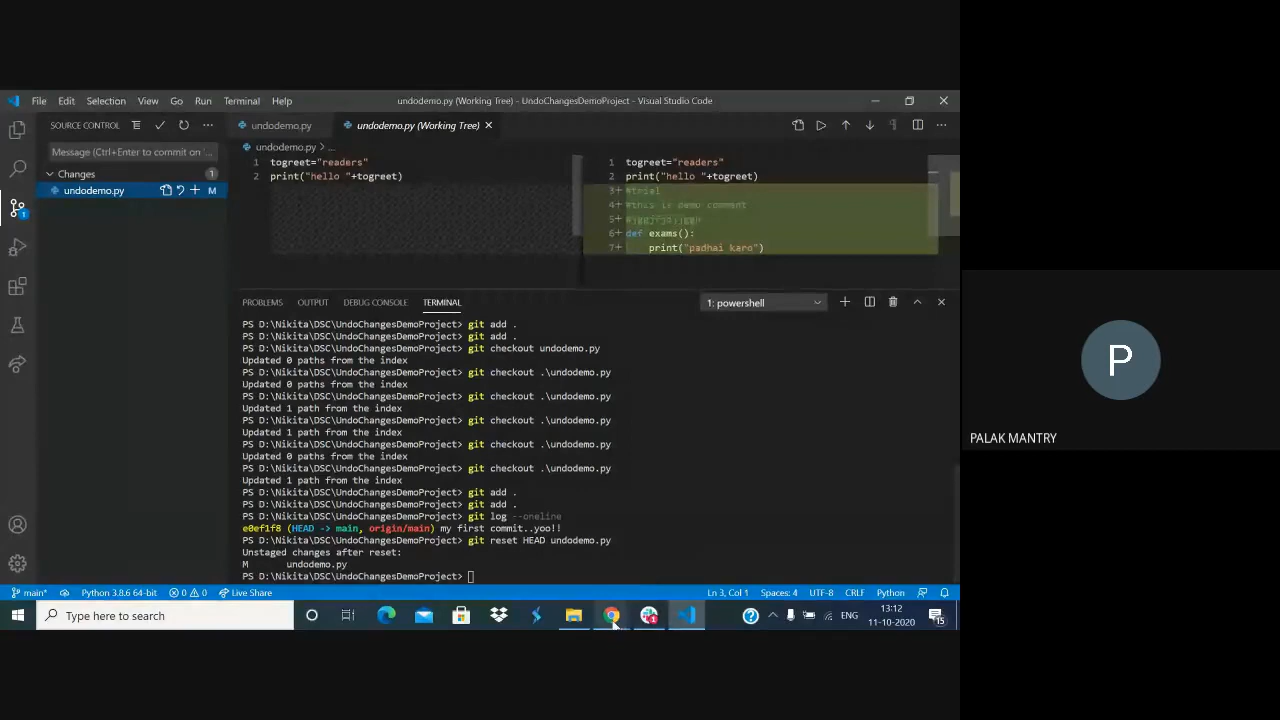 File Edit Selection View Go Run Terminal Help
undodemo.py (Working Tree) - UndoChangesDemoProject - Visual Studio Code
SOURCE CONTROL
undodemo.py
undodemo.py (Working Tree)
Message (Ctrl+Enter to commit on '...
Changes 1
undodemo.py M
undodemo.py > ...
1 togreet="readers"
2 print("hello "+togreet)
1 togreet="readers"
2 print("hello "+togreet)
3+ #trial
4+ #this is demo comment
5+
6+ def exams():
7+ print("padhai karo")
PROBLEMS OUTPUT DEBUG CONSOLE TERMINAL
1: powershell
PS D:\Nikita\DSC\UndoChangesDemoProject> git add .
PS D:\Nikita\DSC\UndoChangesDemoProject> git add .
PS D:\Nikita\DSC\UndoChangesDemoProject> git checkout undodemo.py
Updated 0 paths from the index
PS D:\Nikita\DSC\UndoChangesDemoProject> git checkout .\undodemo.py
Updated 0 paths from the index
PS D:\Nikita\DSC\UndoChangesDemoProject> git checkout .\undodemo.py
Updated 1 path from the index
PS D:\Nikita\DSC\UndoChangesDemoProject> git checkout .\undodemo.py
Updated 1 path from the index
PS D:\Nikita\DSC\UndoChangesDemoProject> git checkout .\undodemo.py
Updated 0 paths from the index
PS D:\Nikita\DSC\UndoChangesDemoProject> git checkout .\undodemo.py
Updated 1 path from the index
PS D:\Nikita\DSC\UndoChangesDemoProject> git add .
PS D:\Nikita\DSC\UndoChangesDemoProject> git add .
PS D:\Nikita\DSC\UndoChangesDemoProject> git log --oneline
e0ef1f8 (HEAD -> main, origin/main) my first commit..yoo!!
PS D:\Nikita\DSC\UndoChangesDemoProject> git reset HEAD undodemo.py
Unstaged changes after reset:
M undodemo.py
PS D:\Nikita\DSC\UndoChangesDemoProject>
main* Python 3.8.6 64-bit 0 0 Live Share
Ln 3, Col 1 Spaces: 4 UTF-8 CRLF Python
Type here to search
ENG
13:12
11-10-2020
15
P
PALAK MANTRY